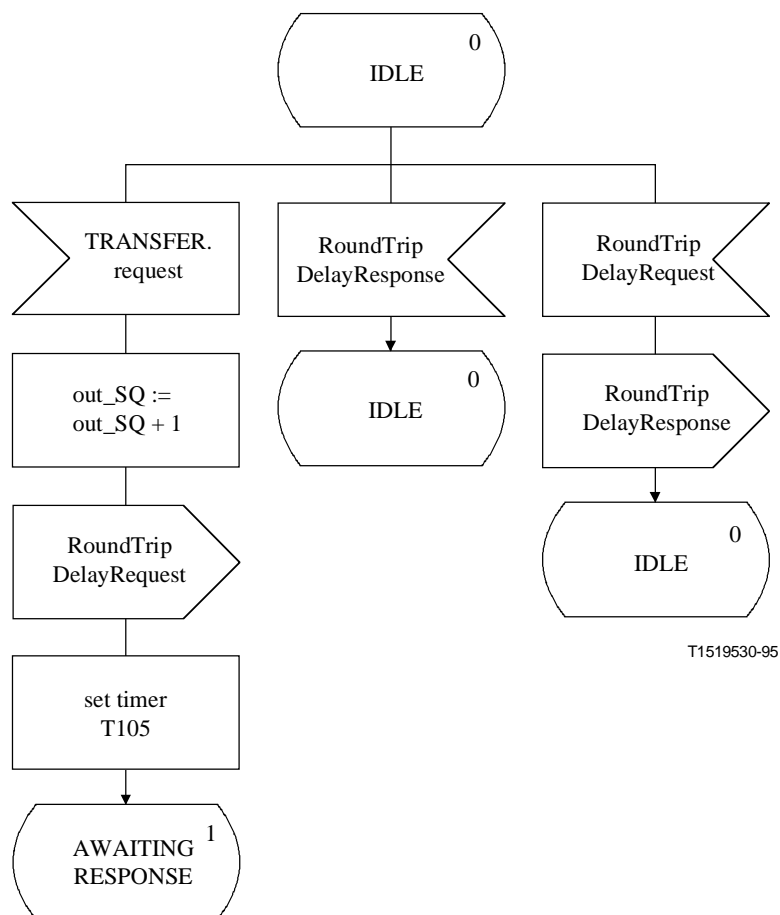 0
IDLE
TRANSFER.
request
RoundTrip
DelayResponse
RoundTrip
DelayRequest
out_SQ :=
out_SQ + 1
0
IDLE
RoundTrip
DelayResponse
RoundTrip
DelayRequest
0
IDLE
T1519530-95
set timer
T105
1
AWAITING
RESPONSE